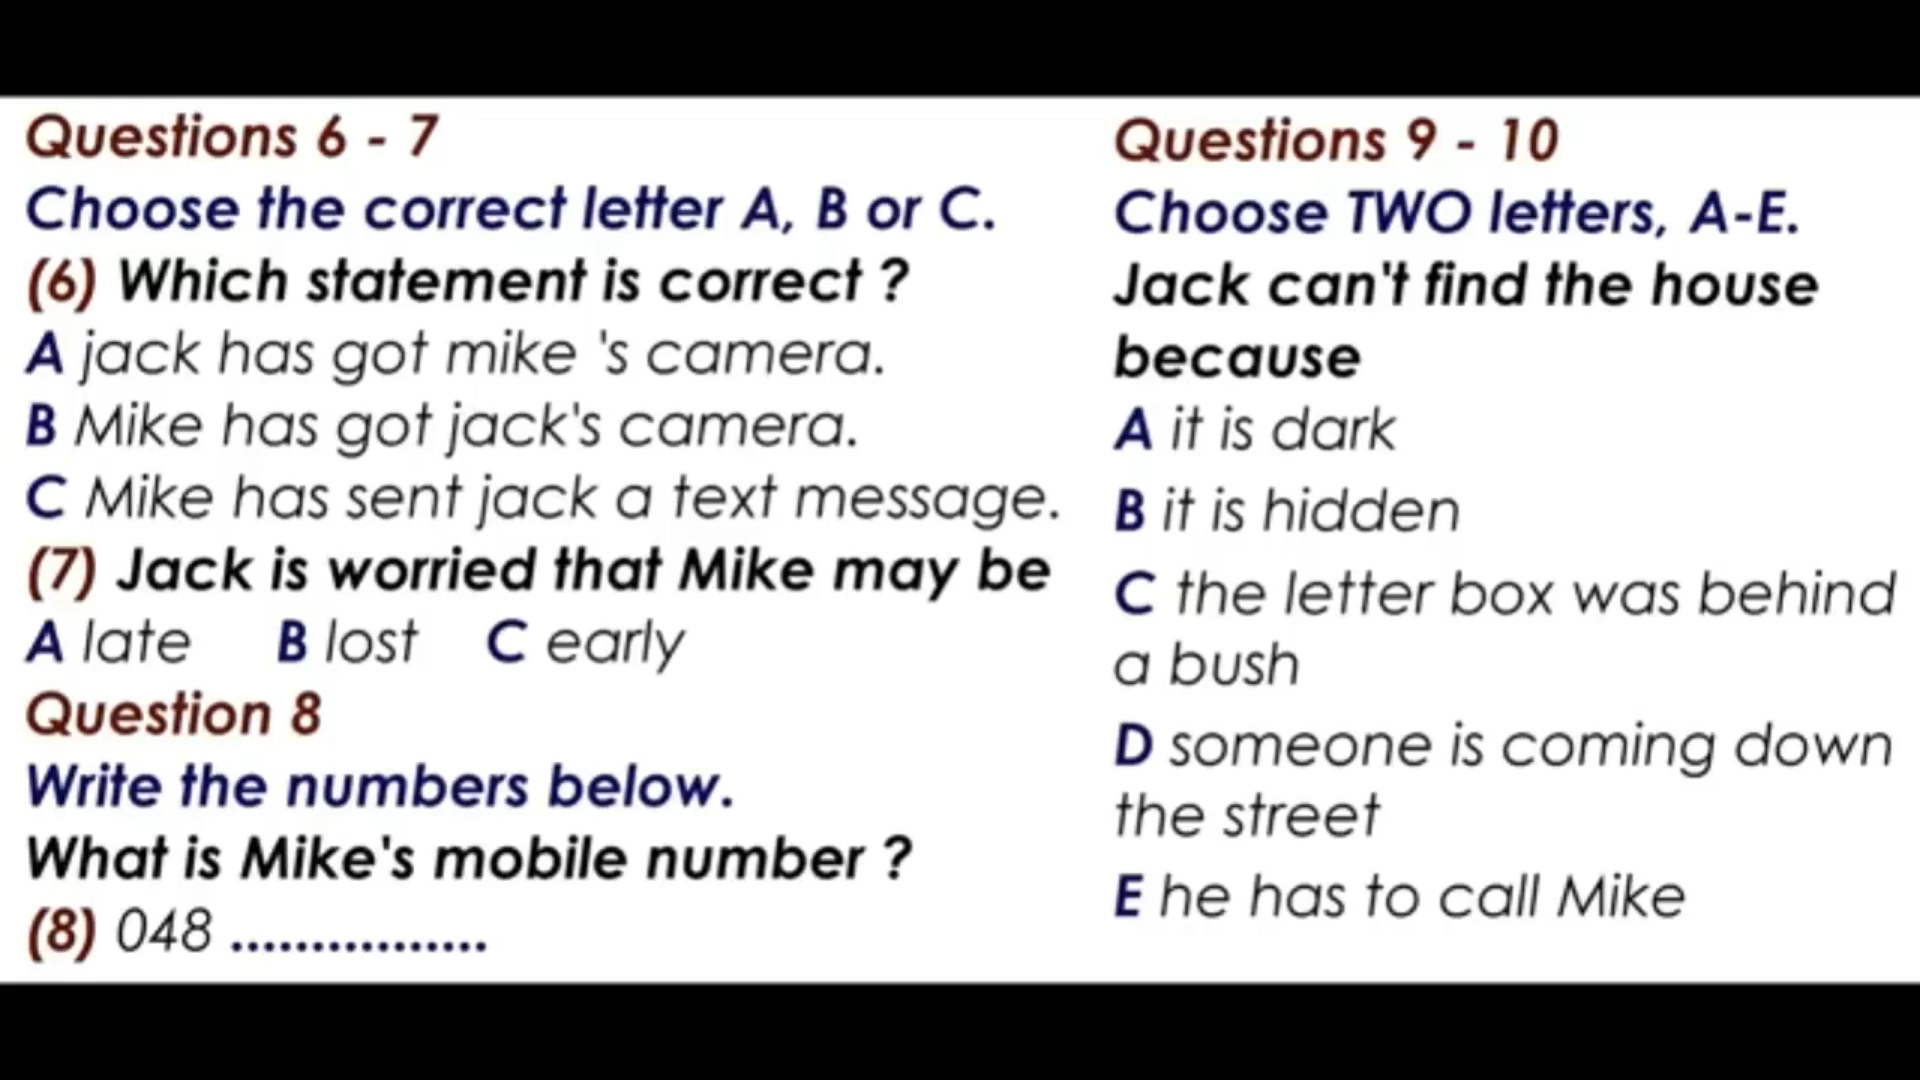 Questions 6 - 7
Choose the correct letter A, B or C.
(6) Which statement is correct ?
A jack has got mike 's camera.
B Mike has got jack's camera.
C Mike has sent jack a text message.
(7) Jack is worried that Mike may be
A late B lost C early
Question 8
Write the numbers below.
What is Mike's mobile number ?
(8) 048 ................
Questions 9 - 10
Choose TWO letters, A-E.
Jack can't find the house
because
A it is dark
B it is hidden
C the letter box was behind
a bush
D someone is coming down
the street
E he has to call Mike